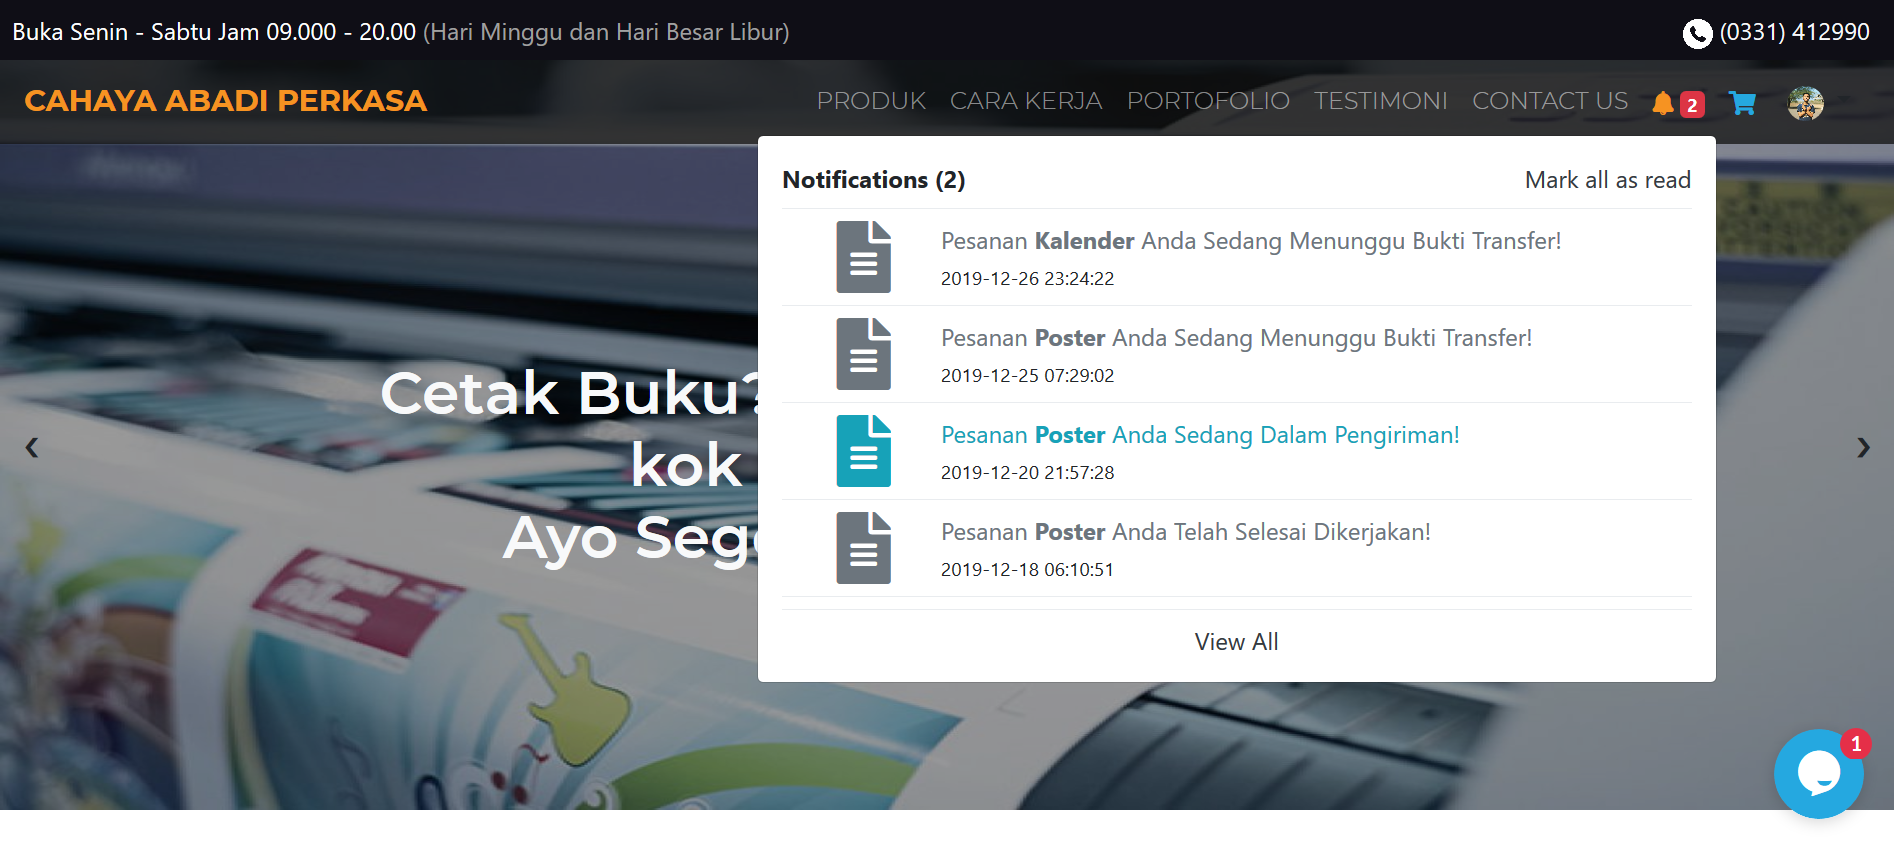 Buka Senin - Sabtu Jam 09.000 - 20.00 (Hari Minggu dan Hari Besar Libur)
(0331) 412990
CAHAYA ABADI PERKASA
PRODUK CARA KERJA PORTOFOLIO TESTIMONI CONTACT US 2
Notifications (2) Mark all as read
Pesanan Kalender Anda Sedang Menunggu Bukti Transfer!
2019-12-26 23:24:22
Pesanan Poster Anda Sedang Menunggu Bukti Transfer!
2019-12-25 07:29:02
Pesanan Poster Anda Sedang Dalam Pengiriman!
2019-12-20 21:57:28
Pesanan Poster Anda Telah Selesai Dikerjakan!
2019-12-18 06:10:51
View All
Cetak Buku?
kok
Ayo
1